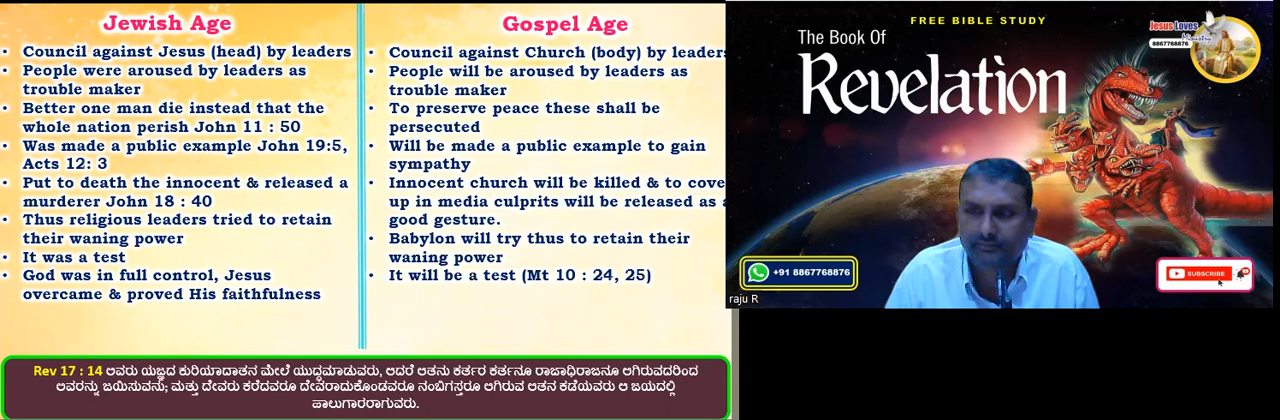 Jewish Age
• Council against Jesus (head) by leaders
• People were aroused by leaders as
trouble maker
• Better one man die instead that the
whole nation perish John 11 : 50
• Was made a public example John 19:5,
Acts 12: 3
• Put to death the innocent & released a
murderer John 18 : 40
• Thus religious leaders tried to retain
their waning power
• It was a test
• God was in full control, Jesus
overcame & proved His faithfulness
Gospel Age
• Council against Church (body) by leaders
• People will be aroused by leaders as
trouble maker
• To preserve peace these shall be
persecuted
• Will be made a public example to gain
sympathy
• Innocent church will be killed & to cove
up in media culprits will be released as a
good gesture.
• Babylon will try thus to retain their
waning power
• It will be a test (Mt 10 : 24, 25)
Rev 17 : 14 ಅವರು ಯಜ್ಞದ ಕುರಿಯಾದಾತನ ಮೇಲೆ ಯುದ್ಧಮಾಡುವರು, ಆದರೆ ಆತನು ಕರ್ತರ ಕರ್ತನೂ ರಾಜಾಧಿರಾಜನೂ ಆಗಿರುವದರಿಂದ
ಅವರನ್ನು ಜಯಿಸುವನು; ಮತ್ತು ದೇವರು ಕರೆದವರೂ ದೇವರಾದುಕೊಂಡವರೂ ನಂಬಿಗಸ್ತರೂ ಆಗಿರುವ ಆತನ ಕಡೆಯವರು ಆ ಜಯದಲ್ಲಿ
ಪಾಲುಗಾರರಾಗುವರು.
FREE BIBLE STUDY
The Book Of
Revelation
Jesus Loves
Ministry
8867768876
+91 8867768876
SUBSCRIBE
raju R